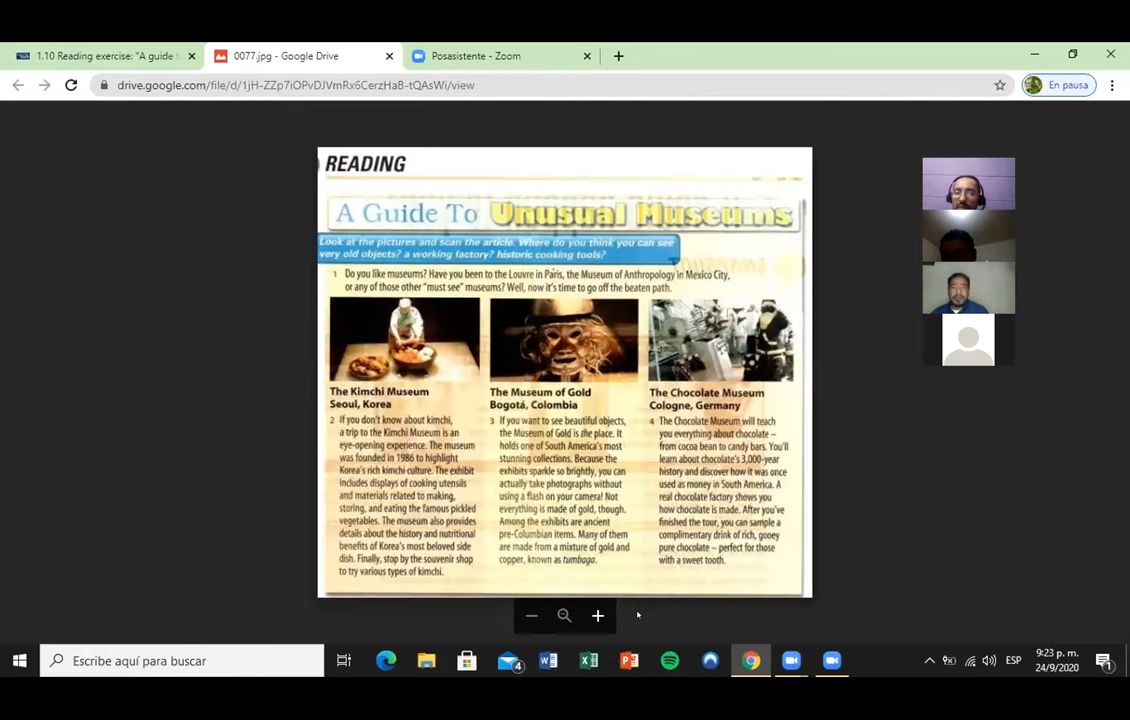 1.10 Reading exercise: "A guide
0077.jpg - Google Drive
Posasistente - Zoom
drive.google.com/file/d/1jH-ZZp7iOPvDJVmRx6CerzHaB-tQAsWi/view
En pausa
READING
A Guide To Unusual Museums
Look at the pictures and scan the article. Where do you think you can see
very old objects? a working factory? historic cooking tools?
1 Do you like museums? Have you been to the Louvre in Paris, the Museum of Anthropology in Mexico City,
or any of those other "must see" museums? Well, now it's time to go off the beaten path.
The Kimchi Museum
Seoul, Korea
2 If you don't know about kimchi,
a trip to the Kimchi Museum is an
eye-opening experience. The museum
was founded in 1986 to highlight
Korea's rich kimchi culture. The exhibit
includes displays of cooking utensils
and materials related to making,
storing, and eating the famous pickled
vegetables. The museum also provides
details about the history and nutritional
benefits of Korea's most beloved side
dish. Finally, stop by the souvenir shop
to try various types of kimchi.
The Museum of Gold
Bogotá, Colombia
3 If you want to see beautiful objects,
the Museum of Gold is the place. It
holds one of South America's most
stunning collections. Because the
exhibits sparkle so brightly, you can
actually take photographs without
using a flash on your camera! Not
everything is made of gold, though.
Among the exhibits are ancient
pre-Columbian items. Many of them
are made from a mixture of gold and
copper, known as tumbaga.
The Chocolate Museum
Cologne, Germany
4 The Chocolate Museum will teach
you everything about chocolate –
from cocoa bean to candy bars. You'll
learn about chocolate's 3,000-year
history and discover how it was once
used as money in South America. A
real chocolate factory shows you
how chocolate is made. After you've
finished the tour, you can sample a
complimentary drink of rich, gooey
pure chocolate – perfect for those
with a sweet tooth.
Escribe aquí para buscar
4
ESP
9:23 p. m.
24/9/2020
1